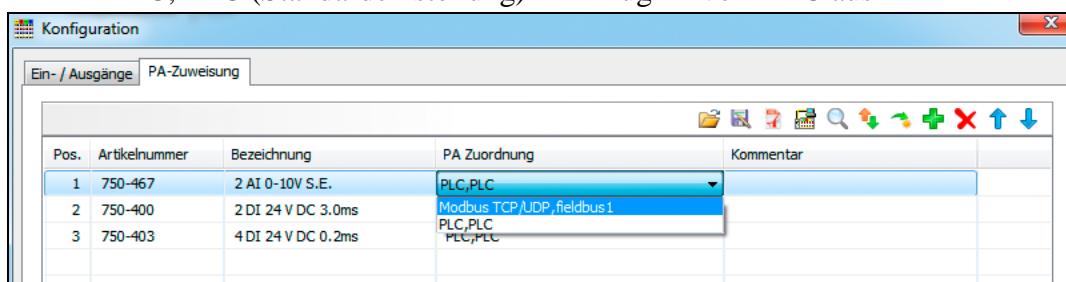 Konfiguration
Ein- / Ausgänge PA-Zuweisung
Pos. Artikelnummer Bezeichnung PA Zuordnung Kommentar
1 750-467 2 AI 0-10V S.E. PLC,PLC
2 750-400 2 DI 24 V DC 3.0ms Modbus TCP/UDP,fieldbus1
PLC,PLC
3 750-403 4 DI 24 V DC 0.2ms PLC,PLC